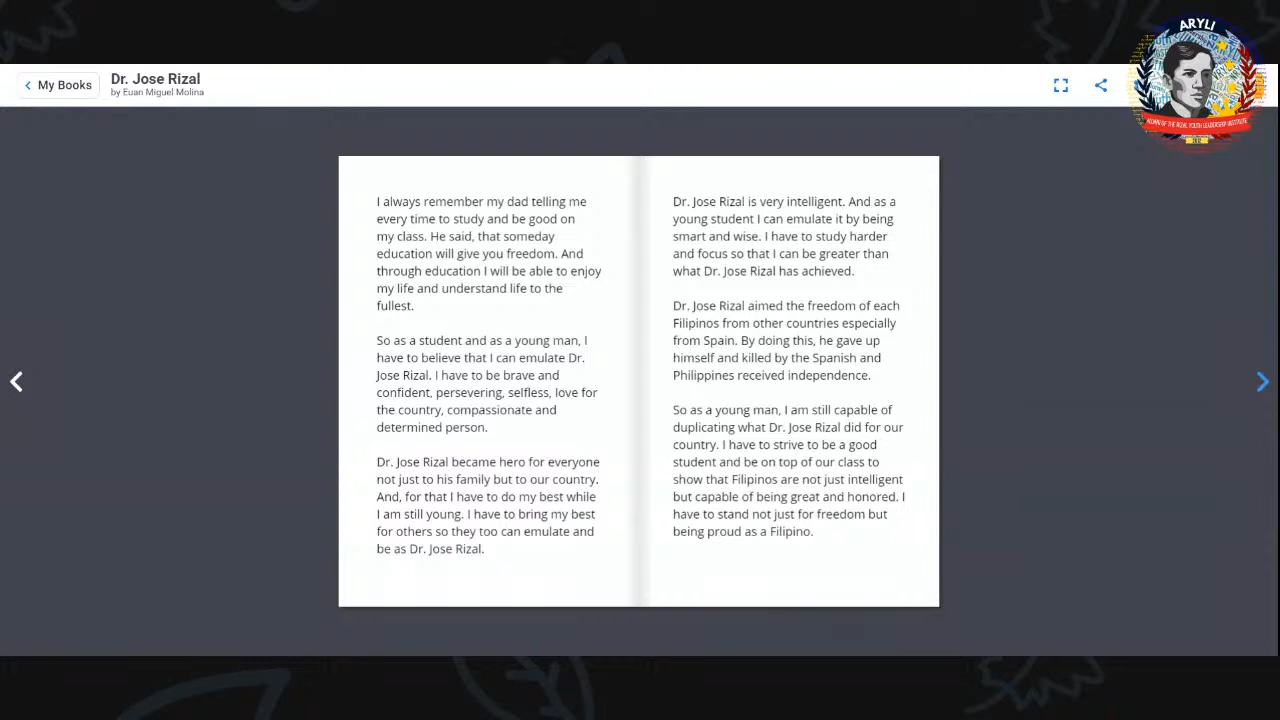 ARYLI
My Books
Dr. Jose Rizal
by Euan Miguel Molina
ALUMNI OF THE RIZAL YOUTH LEADERSHIP INSTITUTE
I always remember my dad telling me
every time to study and be good on
my class. He said, that someday
education will give you freedom. And
through education I will be able to enjoy
my life and understand life to the
fullest.
So as a student and as a young man, I
have to believe that I can emulate Dr.
Jose Rizal. I have to be brave and
confident, persevering, selfless, love for
the country, compassionate and
determined person.
Dr. Jose Rizal became hero for everyone
not just to his family but to our country.
And, for that I have to do my best while
I am still young. I have to bring my best
for others so they too can emulate and
be as Dr. Jose Rizal.
Dr. Jose Rizal is very intelligent. And as a
young student I can emulate it by being
smart and wise. I have to study harder
and focus so that I can be greater than
what Dr. Jose Rizal has achieved.
Dr. Jose Rizal aimed the freedom of each
Filipinos from other countries especially
from Spain. By doing this, he gave up
himself and killed by the Spanish and
Philippines received independence.
So as a young man, I am still capable of
duplicating what Dr. Jose Rizal did for our
country. I have to strive to be a good
student and be on top of our class to
show that Filipinos are not just intelligent
but capable of being great and honored. I
have to stand not just for freedom but
being proud as a Filipino.